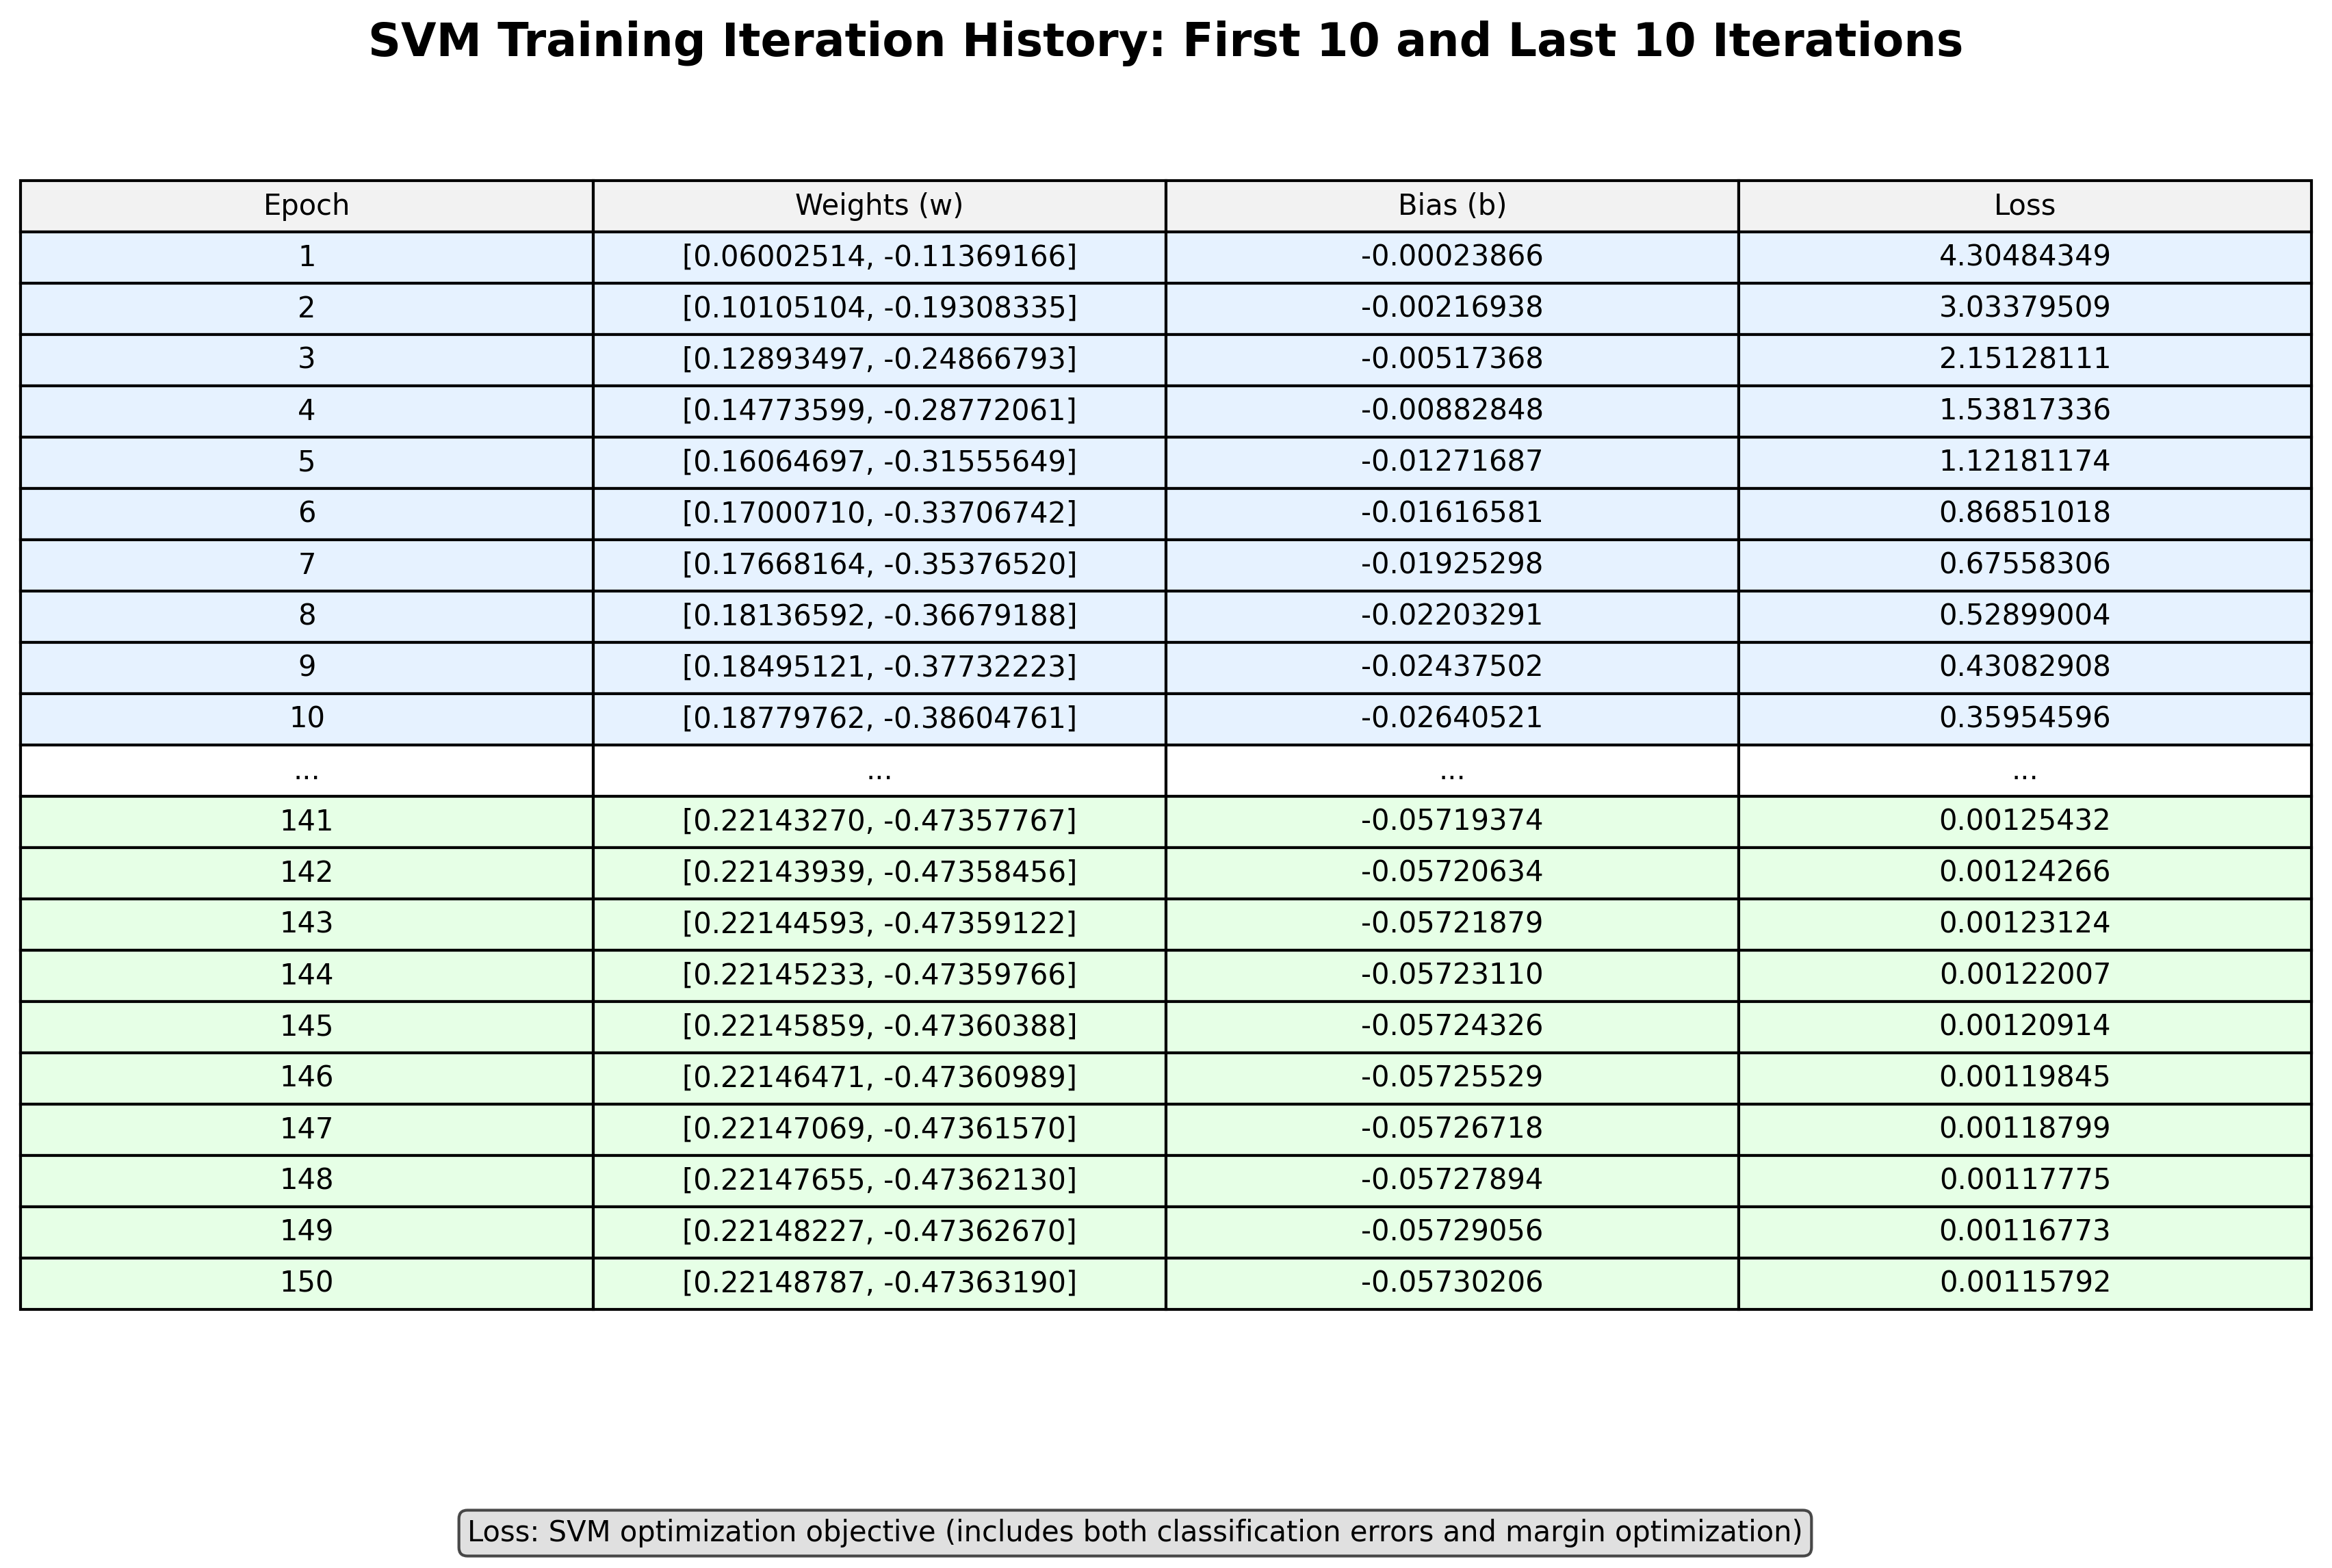 SVM Training Iteration History: First 10 and Last 10 Iterations
Epoch Weights (w) Bias (b) Loss
1 [0.06002514, -0.11369166] -0.00023866 4.30484349
2 [0.10105104, -0.19308335] -0.00216938 3.03379509
3 [0.12893497, -0.24866793] -0.00517368 2.15128111
4 [0.14773599, -0.28772061] -0.00882848 1.53817336
5 [0.16064697, -0.31555649] -0.01271687 1.12181174
6 [0.17000710, -0.33706742] -0.01616581 0.86851018
7 [0.17668164, -0.35376520] -0.01925298 0.67558306
8 [0.18136592, -0.36679188] -0.02203291 0.52899004
9 [0.18495121, -0.37732223] -0.02437502 0.43082908
10 [0.18779762, -0.38604761] -0.02640521 0.35954596
... ... ... ...
141 [0.22143270, -0.47357767] -0.05719374 0.00125432
142 [0.22143939, -0.47358456] -0.05720634 0.00124266
143 [0.22144593, -0.47359122] -0.05721879 0.00123124
144 [0.22145233, -0.47359766] -0.05723110 0.00122007
145 [0.22145859, -0.47360388] -0.05724326 0.00120914
146 [0.22146471, -0.47360989] -0.05725529 0.00119845
147 [0.22147069, -0.47361570] -0.05726718 0.00118799
148 [0.22147655, -0.47362130] -0.05727894 0.00117775
149 [0.22148227, -0.47362670] -0.05729056 0.00116773
150 [0.22148787, -0.47363190] -0.05730206 0.00115792
Loss: SVM optimization objective (includes both classification errors and margin optimization)